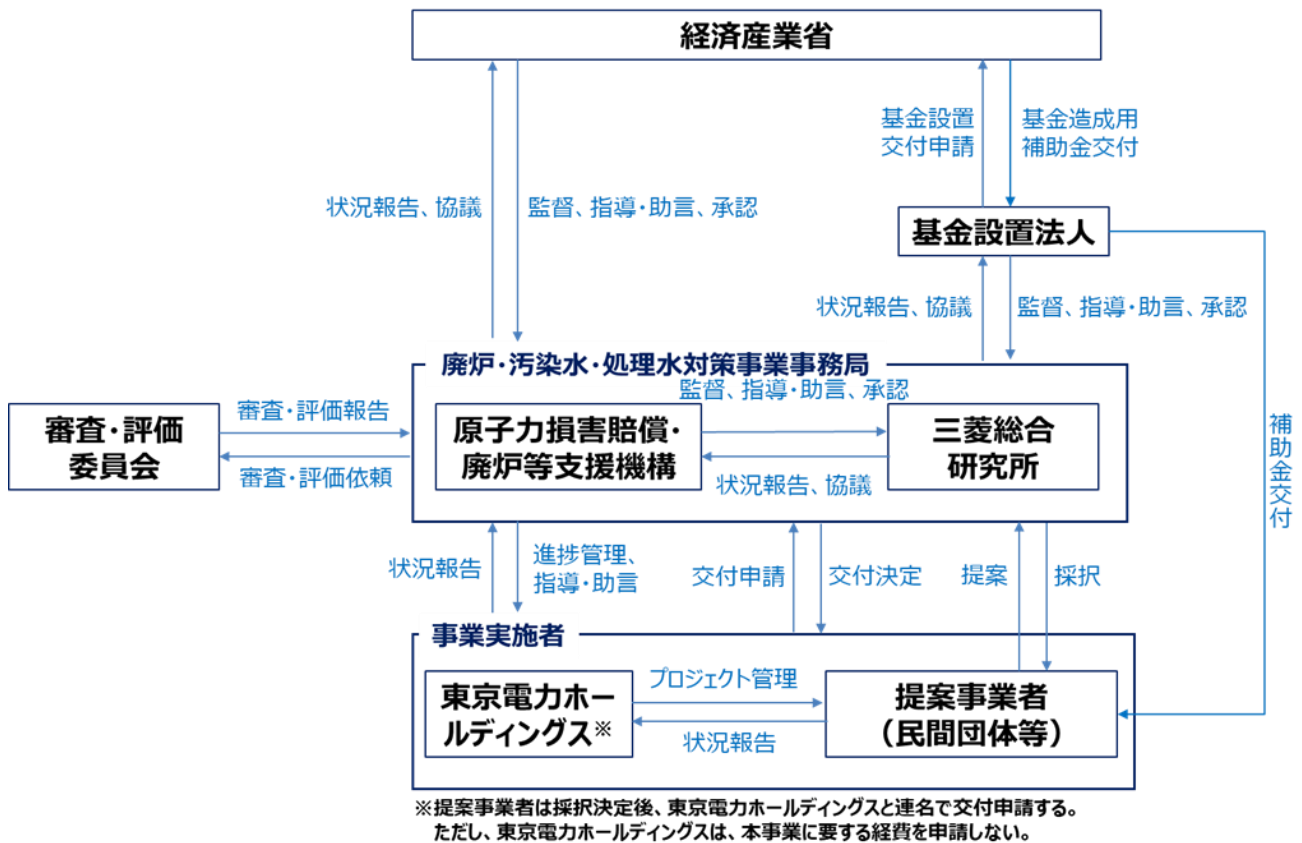 経済産業省
基金設置
交付申請
基金造成用
補助金交付
状況報告、協議
監督、指導・助言、承認
基金設置法人
状況報告、協議
監督、指導・助言、承認
廃炉・汚染水・処理水対策事業事務局
監督、指導・助言、承認
審査・評価
委員会
審査・評価報告
審査・評価依頼
原子力損害賠償・
廃炉等支援機構
三菱総合
研究所
状況報告、協議
補助金交付
状況報告
進捗管理、
指導・助言
交付申請
交付決定
提案
採択
事業実施者
東京電力ホー
ルディングス※
プロジェクト管理
状況報告
提案事業者
（民間団体等）
※提案事業者は採択決定後、東京電力ホールディングスと連名で交付申請する。
ただし、東京電力ホールディングスは、本事業に要する経費を申請しない。